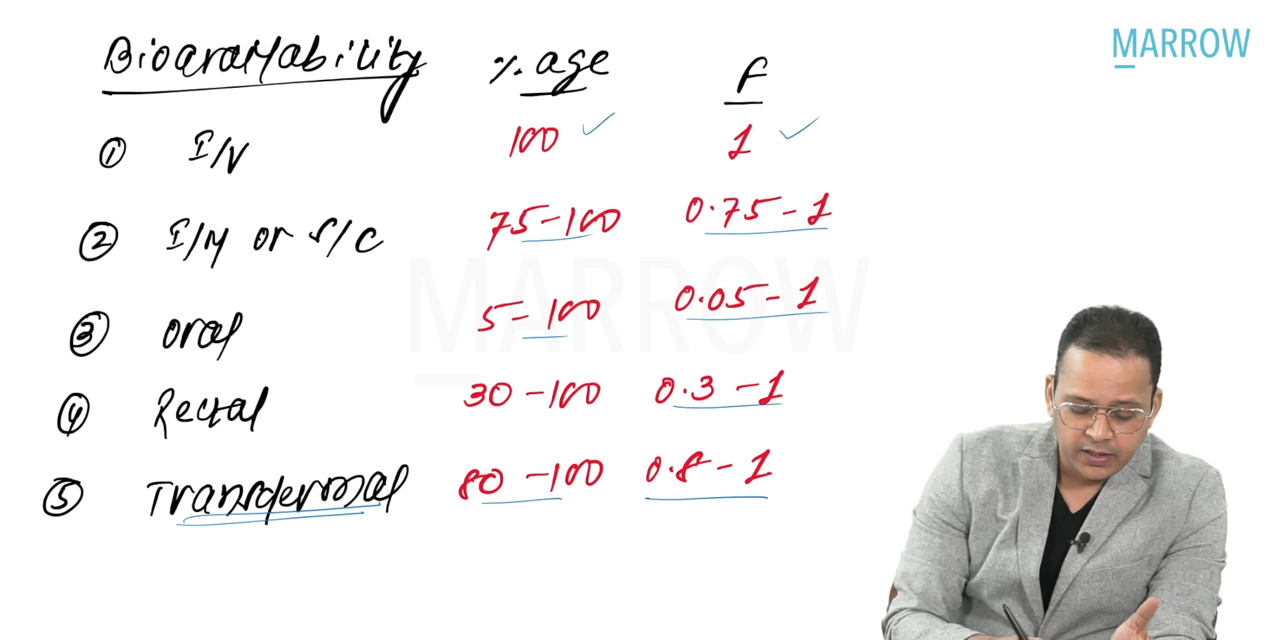 MARROW
Bioavailability %age F
① I/V 100 ✓ 1 ✓
② I/M or S/C 75-100 0.75-1
③ oral 5-100 0.05-1
④ Rectal 30-100 0.3-1
⑤ Transdermal 80-100 0.8-1
MARROW